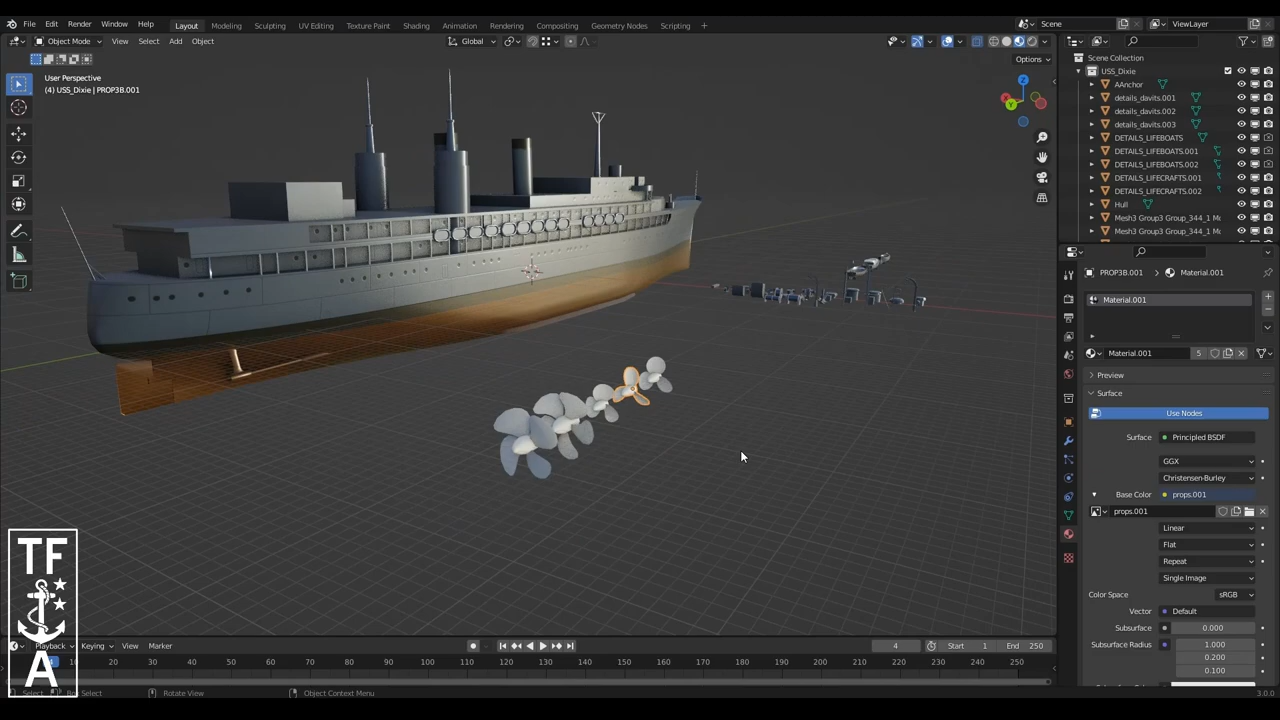 File Edit Render Window Help Layout Modeling Sculpting UV Editing Texture Paint Shading Animation Rendering Compositing Geometry Nodes Scripting + Scene ViewLayer
Object Mode View Select Add Object Global
Options
User Perspective
(4) USS_Dixie | PROP3B.001
Scene Collection
USS_Dixie
AAnchor
details_davits.001
details_davits.002
details_davits.003
DETAILS_LIFEBOATS
DETAILS_LIFEBOATS.001
DETAILS_LIFEBOATS.002
DETAILS_LIFECRAFTS.001
DETAILS_LIFECRAFTS.002
Hull
Mesh3 Group3 Group_344_1 Mo
Mesh3 Group3 Group_344_1 Mo
PROP3B.001 Material.001
Material.001
Material.001 5
Preview
Surface
Use Nodes
Surface Principled BSDF
GGX
Christensen-Burley
Base Color props.001
props.001
Linear
Flat
Repeat
Single Image
Color Space sRGB
Vector Default
Subsurface 0.000
Subsurface Radius 1.000
0.200
0.100
TF
A
Playback Keying View Marker 4 Start 1 End 250
10 20 30 40 50 60 70 80 90 100 110 120 130 140 150 160 170 180 190 200 210 220 230 240 250
Select Box Select Rotate View Object Context Menu 3.0.0